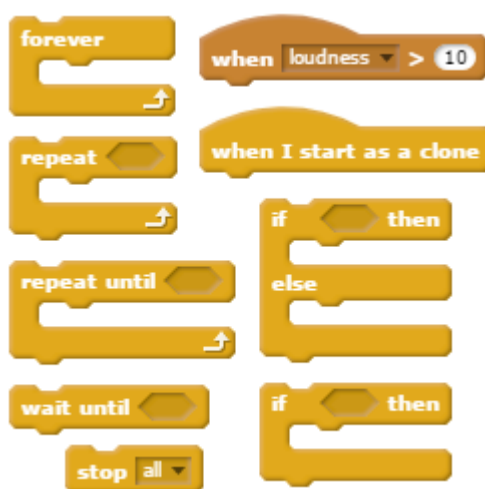 forever
when loudness > 10
when I start as a clone
repeat
if then
else
repeat until
wait until
if then
stop all